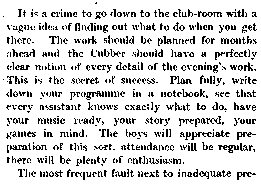 It is a crime to go down to the club-room with a
vague idea of finding out what to do when you get
there. The work should be planned for months
ahead and the Cubber should have a perfectly
clear notion of every detail of the evening's work.
This is the secret of success. Plan fully, write
down your programme in a notebook, see that
every assistant knows exactly what to do, have
your music ready, your story prepared, your
games in mind. The boys will appreciate pre-
paration of this sort, attendance will be regular,
there will be plenty of enthusiasm.
The most frequent fault next to inadequate pre-